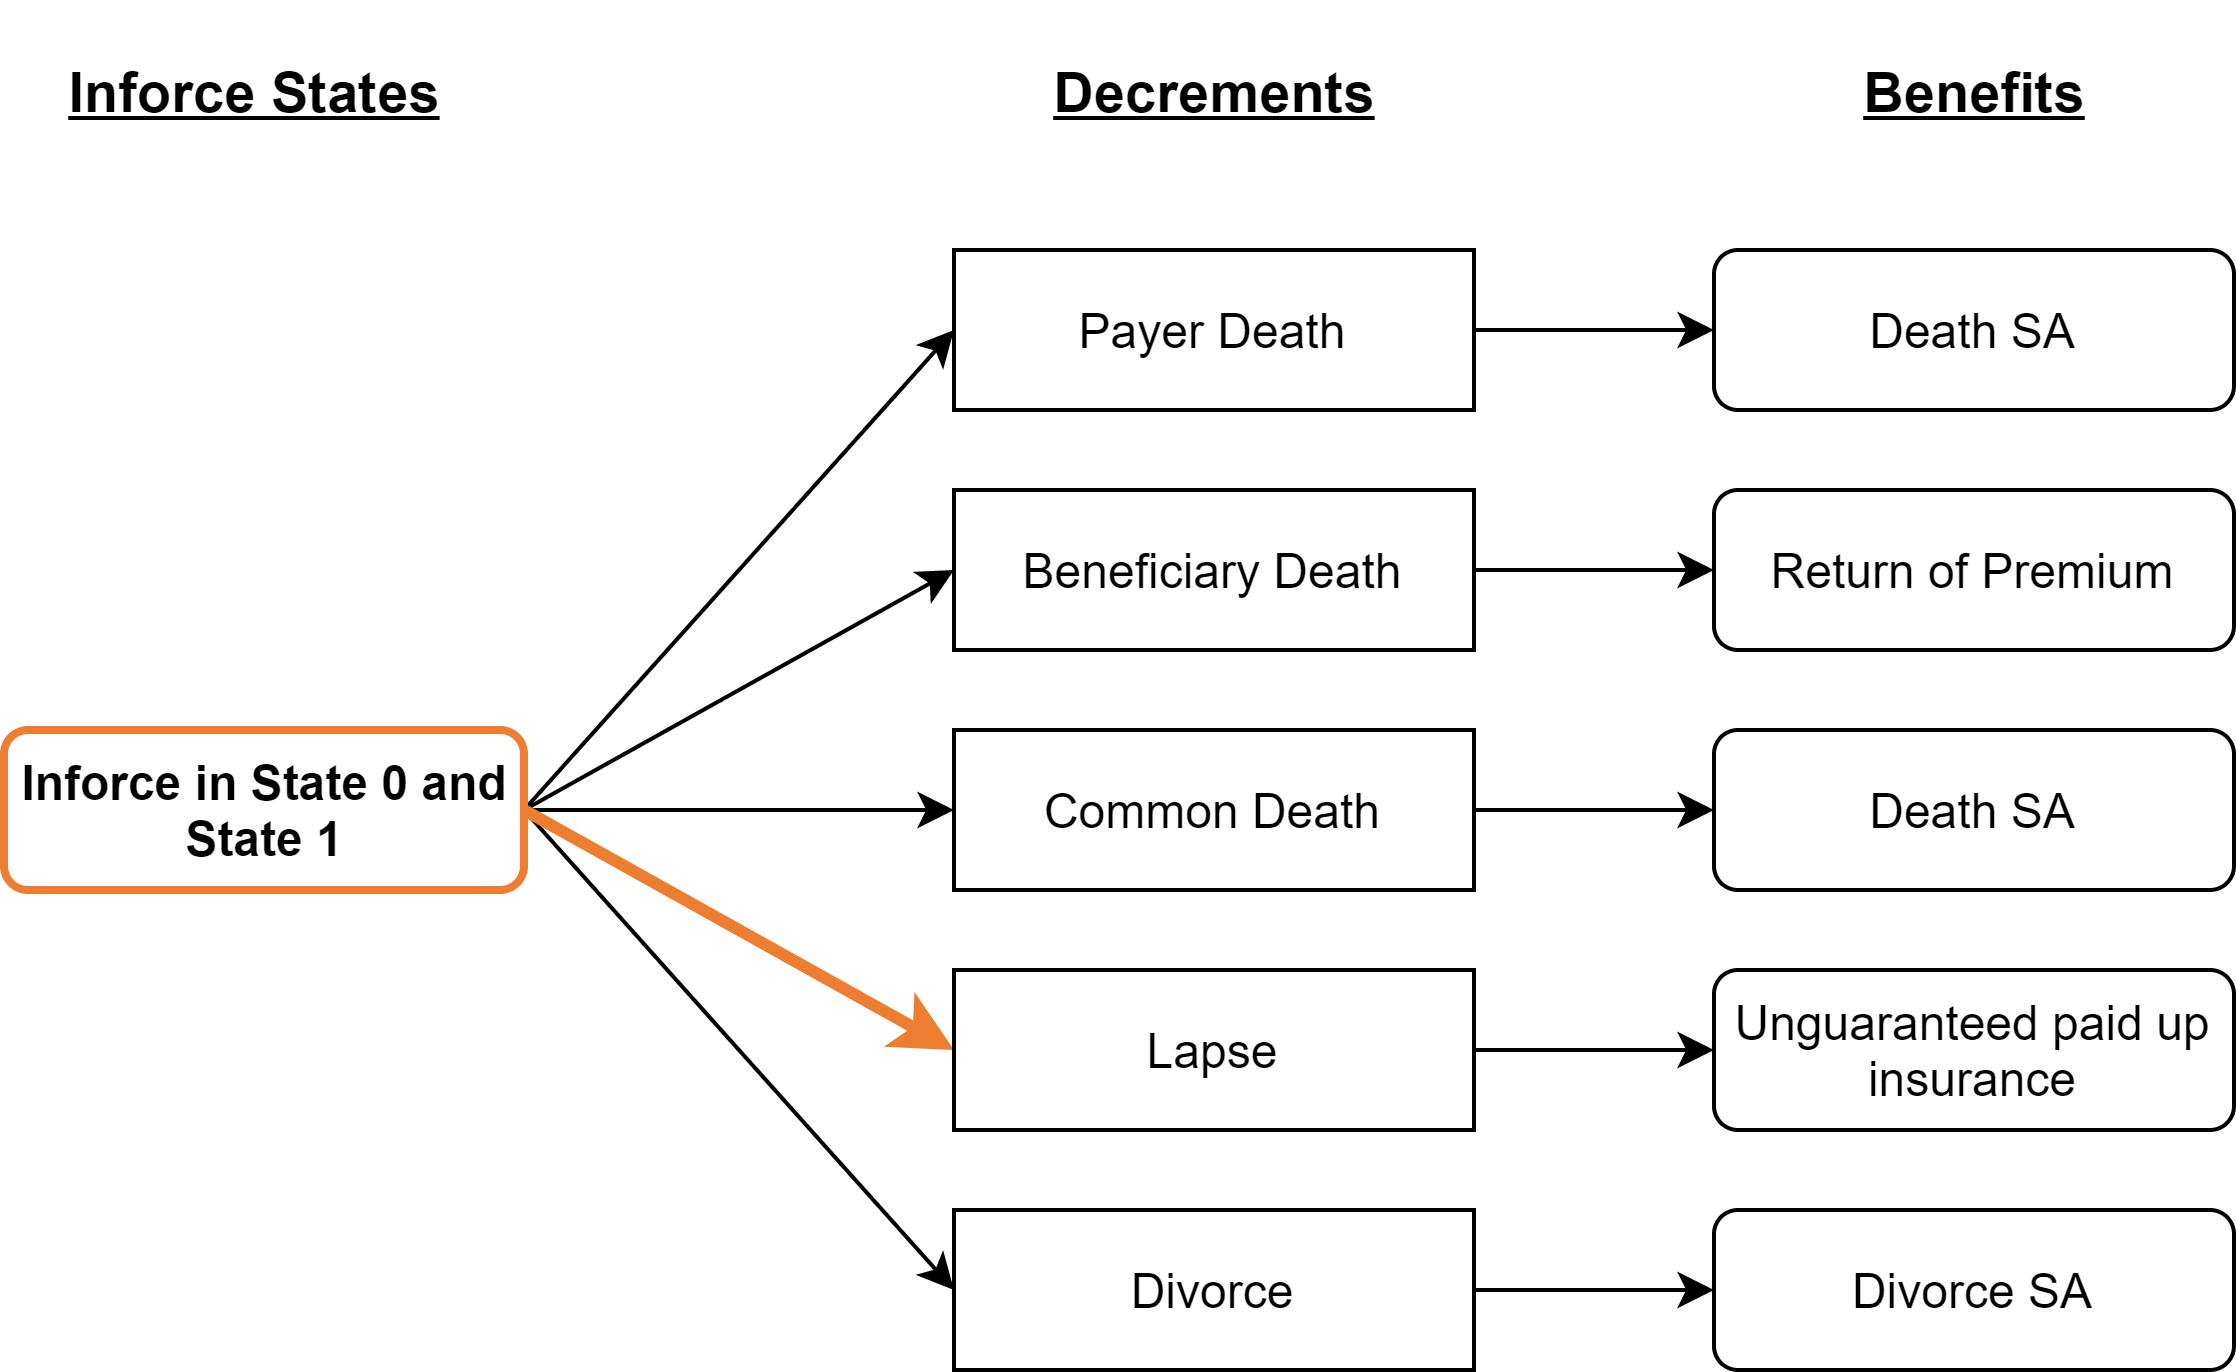 Inforce States
Decrements
Benefits
Payer Death
Death SA
Beneficiary Death
Return of Premium
Inforce in State 0 and
State 1
Common Death
Death SA
Lapse
Unguaranteed paid up
insurance
Divorce
Divorce SA